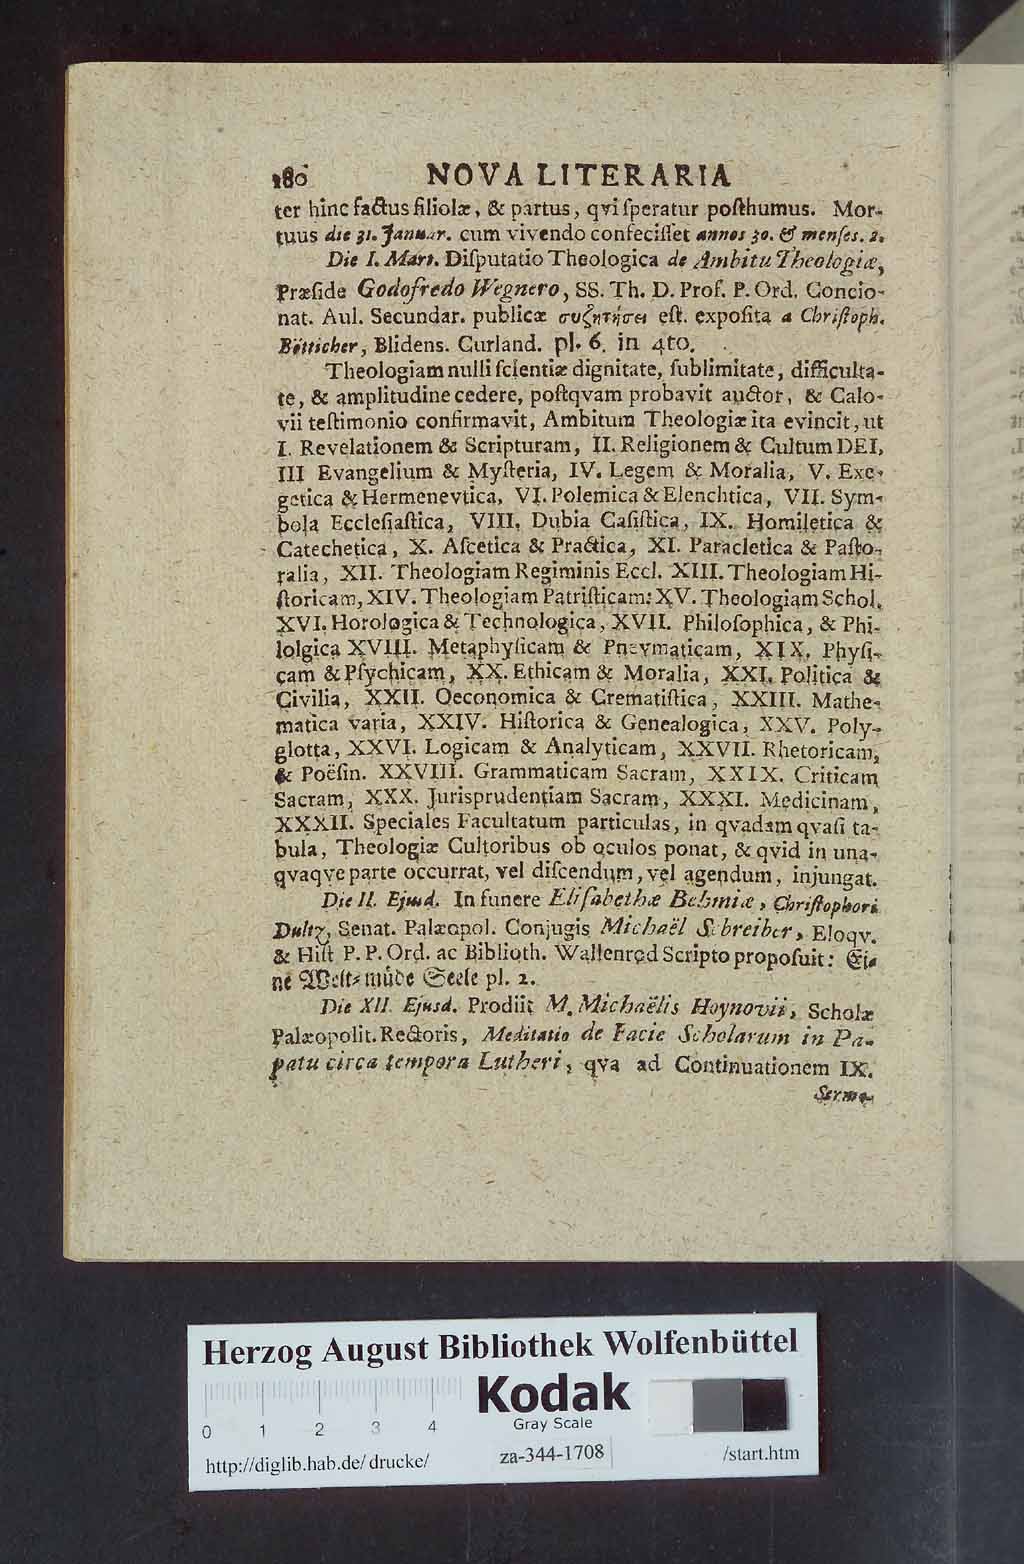 180 NOVA LITERARIA
ter hinc factus filiolæ, & partus, qvi ſperatur poſthumus. Mor-
tuus die 31. Januar. cum vivendo confeciſſet annos 30. & menſes. 2.
Die I. Mart. Diſputatio Theologica de Ambitu Theologiæ,
Præſide Godofredo Wegnero, SS. Th. D. Prof. P. Ord. Concio-
nat. Aul. Secundar. publicæ συζητήσει eſt. expoſita a Chriſtoph.
Bötticher, Blidens. Curland. pl. 6. in 4to.
Theologiam nulli ſcientiæ dignitate, ſublimitate, difficulta-
te, & amplitudine cedere, poſtqvam probavit auctor, & Calo-
vii teſtimonio confirmavit, Ambitum Theologiæ ita evincit, ut
I. Revelationem & Scripturam, II. Religionem & Cultum DEI,
III Evangelium & Myſteria, IV. Legem & Moralia, V. Exe-
getica & Hermenevtica, VI. Polemica & Elenchtica, VII. Sym-
bola Eccleſiaſtica, VIII. Dubia Caſiſtica, IX. Homiletica &
Catechetica, X. Aſcetica & Practica, XI. Paracletica & Paſto-
ralia, XII. Theologiam Regiminis Eccl. XIII. Theologiam Hi-
ſtoricam, XIV. Theologiam Patriſticam: XV. Theologiam Schol.
XVI. Horologica & Technologica, XVII. Philoſophica, & Phi-
lolgica XVIII. Metaphyſicam & Pnevmaticam, XIX. Phyſi-
cam & Pſychicam, XX. Ethicam & Moralia, XXI. Politica &
Civilia, XXII. Oeconomica & Crematiſtica, XXIII. Mathe-
matica varia, XXIV. Hiſtorica & Genealogica, XXV. Poly-
glotta, XXVI. Logicam & Analyticam, XXVII. Rhetoricam,
& Poëſin. XXVIII. Grammaticam Sacram, XXIX. Criticam
Sacram, XXX. Jurisprudentiam Sacram, XXXI. Medicinam,
XXXII. Speciales Facultatum particulas, in qvadam qvaſi ta-
bula, Theologiæ Cultoribus ob oculos ponat, & qvid in una-
qvaqve parte occurrat, vel diſcendum, vel agendum, injungat.
Die II. Ejusd. In funere Eliſabethæ Behmiæ, Chriſtophori
Dultz, Senat. Palæopol. Conjugis Michaël Schreiber, Eloqv.
& Hiſt P. P. Ord. ac Biblioth. Wallenrod Scripto propoſuit: Ei-
ne Welt-müde Seele pl. 2.
Die XII. Ejusd. Prodiit M. Michaëlis Hoynovii, Scholæ
Palæopolit. Rectoris, Meditatio de Facie Scholarum in Pa-
patu circa tempora Lutheri, qva ad Continuationem IX.
Sermo-
Herzog August Bibliothek Wolfenbüttel
Kodak
Gray Scale
0 1 2 3 4
http://diglib.hab.de/drucke/ za-344-1708 /start.htm